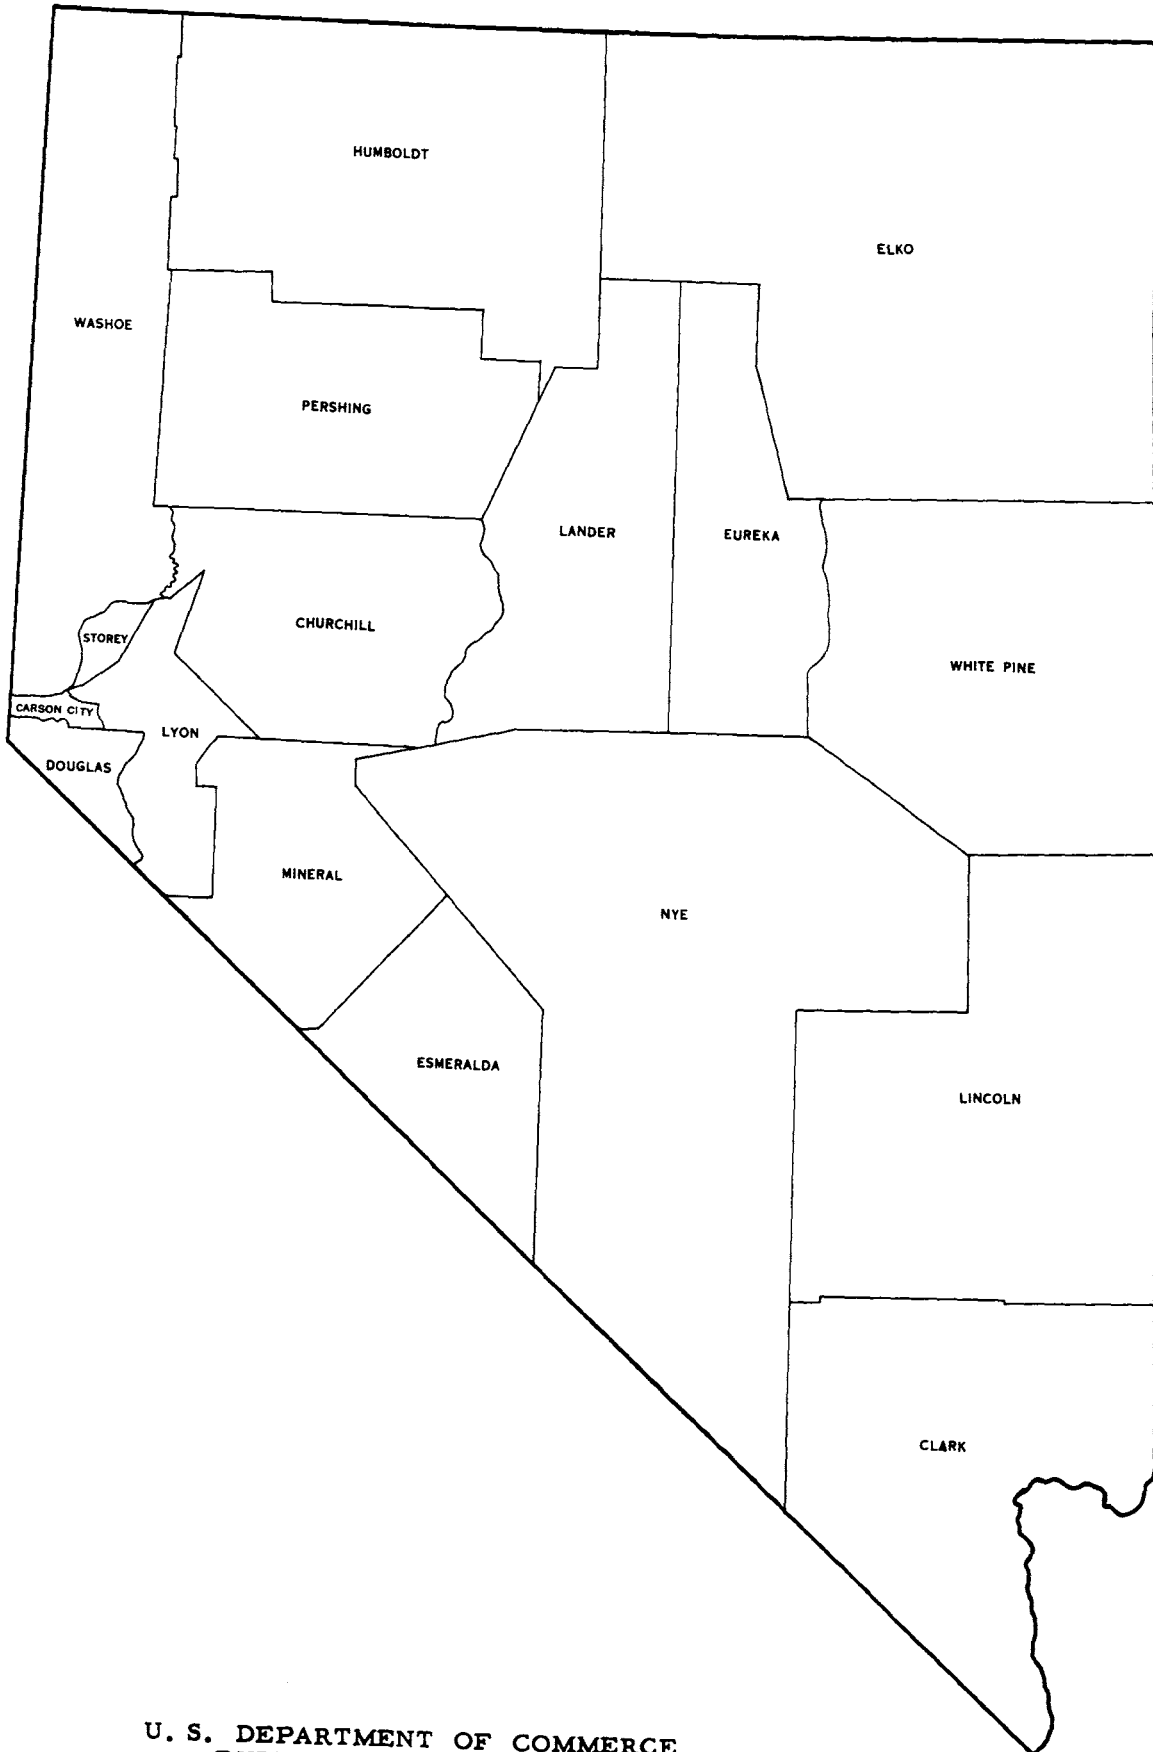 HUMBOLDT
ELKO
WASHOE
PERSHING
LANDER
EUREKA
CHURCHILL
STOREY
WHITE PINE
CARSON CITY
LYON
DOUGLAS
MINERAL
NYE
ESMERALDA
LINCOLN
CLARK
U. S. DEPARTMENT OF COMMERCE